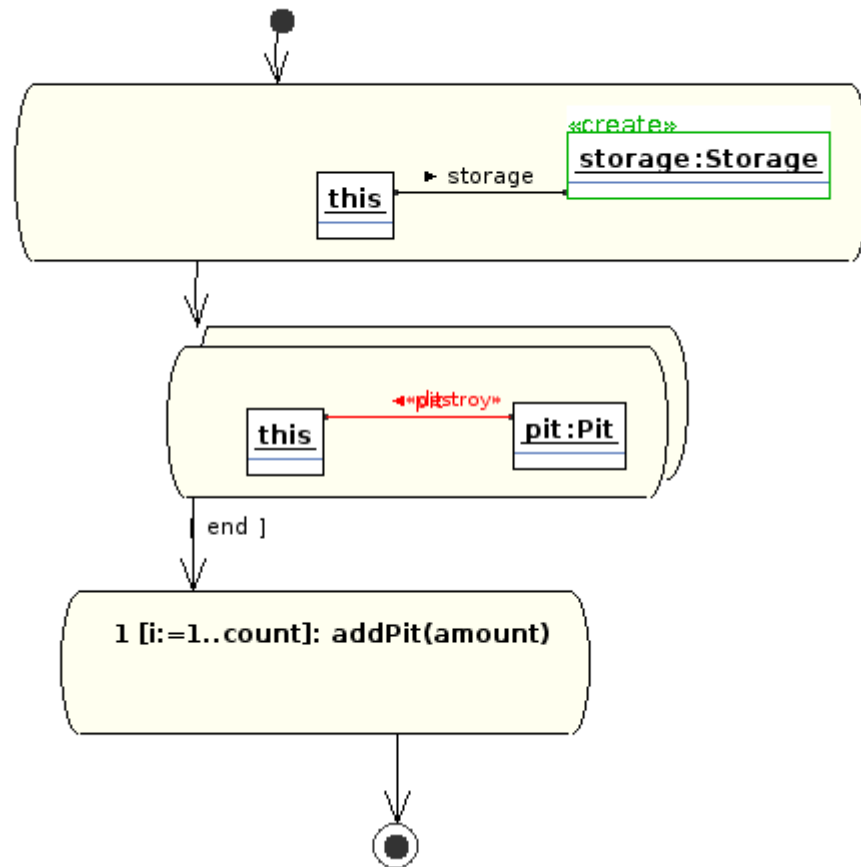 «create»
storage:Storage
► storage
this
this
pit:Pit
[ end ]
1 [i:=1..count]: addPit(amount)